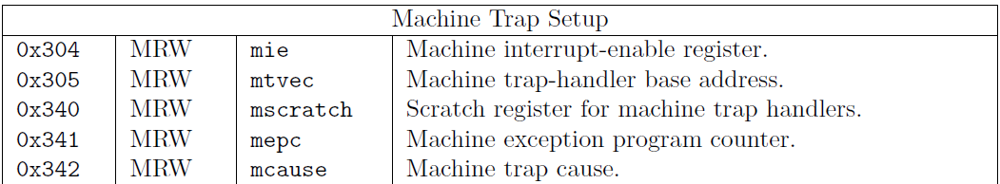 Machine Trap Setup
0x304 MRW mie Machine interrupt-enable register.
0x305 MRW mtvec Machine trap-handler base address.
0x340 MRW mscratch Scratch register for machine trap handlers.
0x341 MRW mepc Machine exception program counter.
0x342 MRW mcause Machine trap cause.